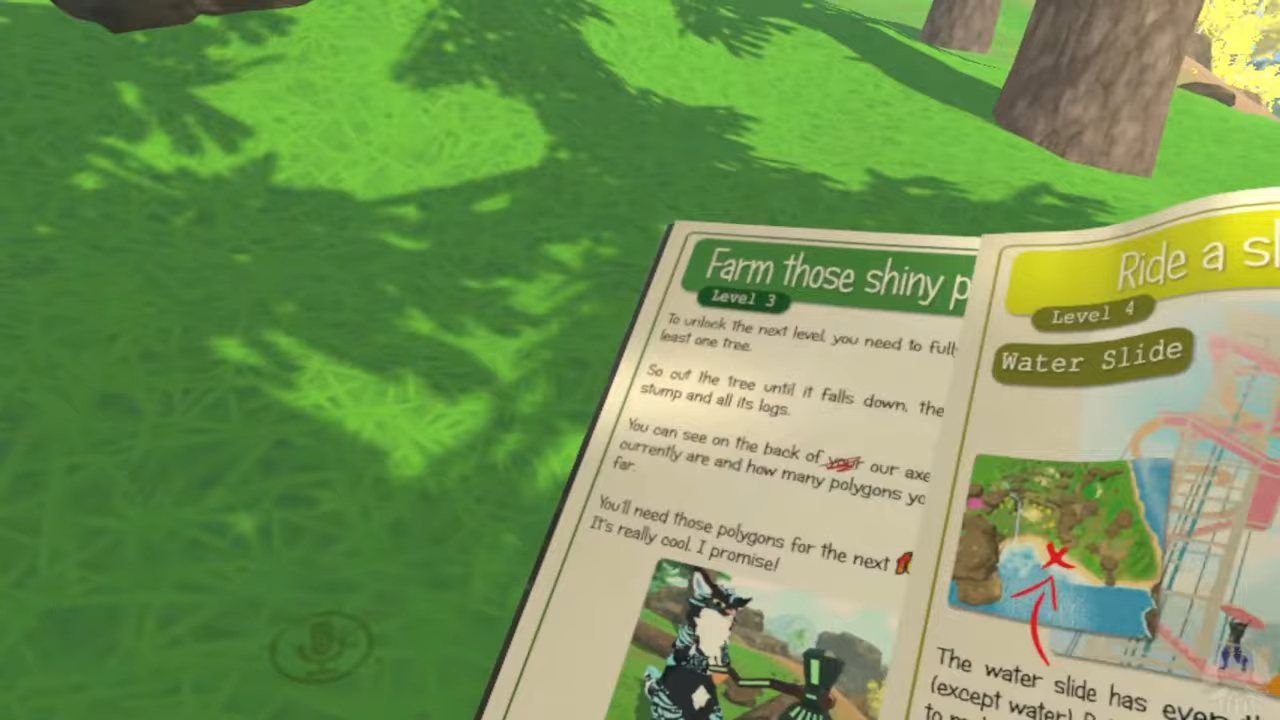 Farm those shiny p
Level 3
To unlock the next level, you need to full
least one tree.
So cut the tree until it falls down, the
stump and all its logs.
You can see on the back of your our axe
currently are and how many polygons yo
far.
You'll need those polygons for the next
It's really cool. I promise!
Ride a sl
Level 4
Water Slide
The water slide has
(except water)